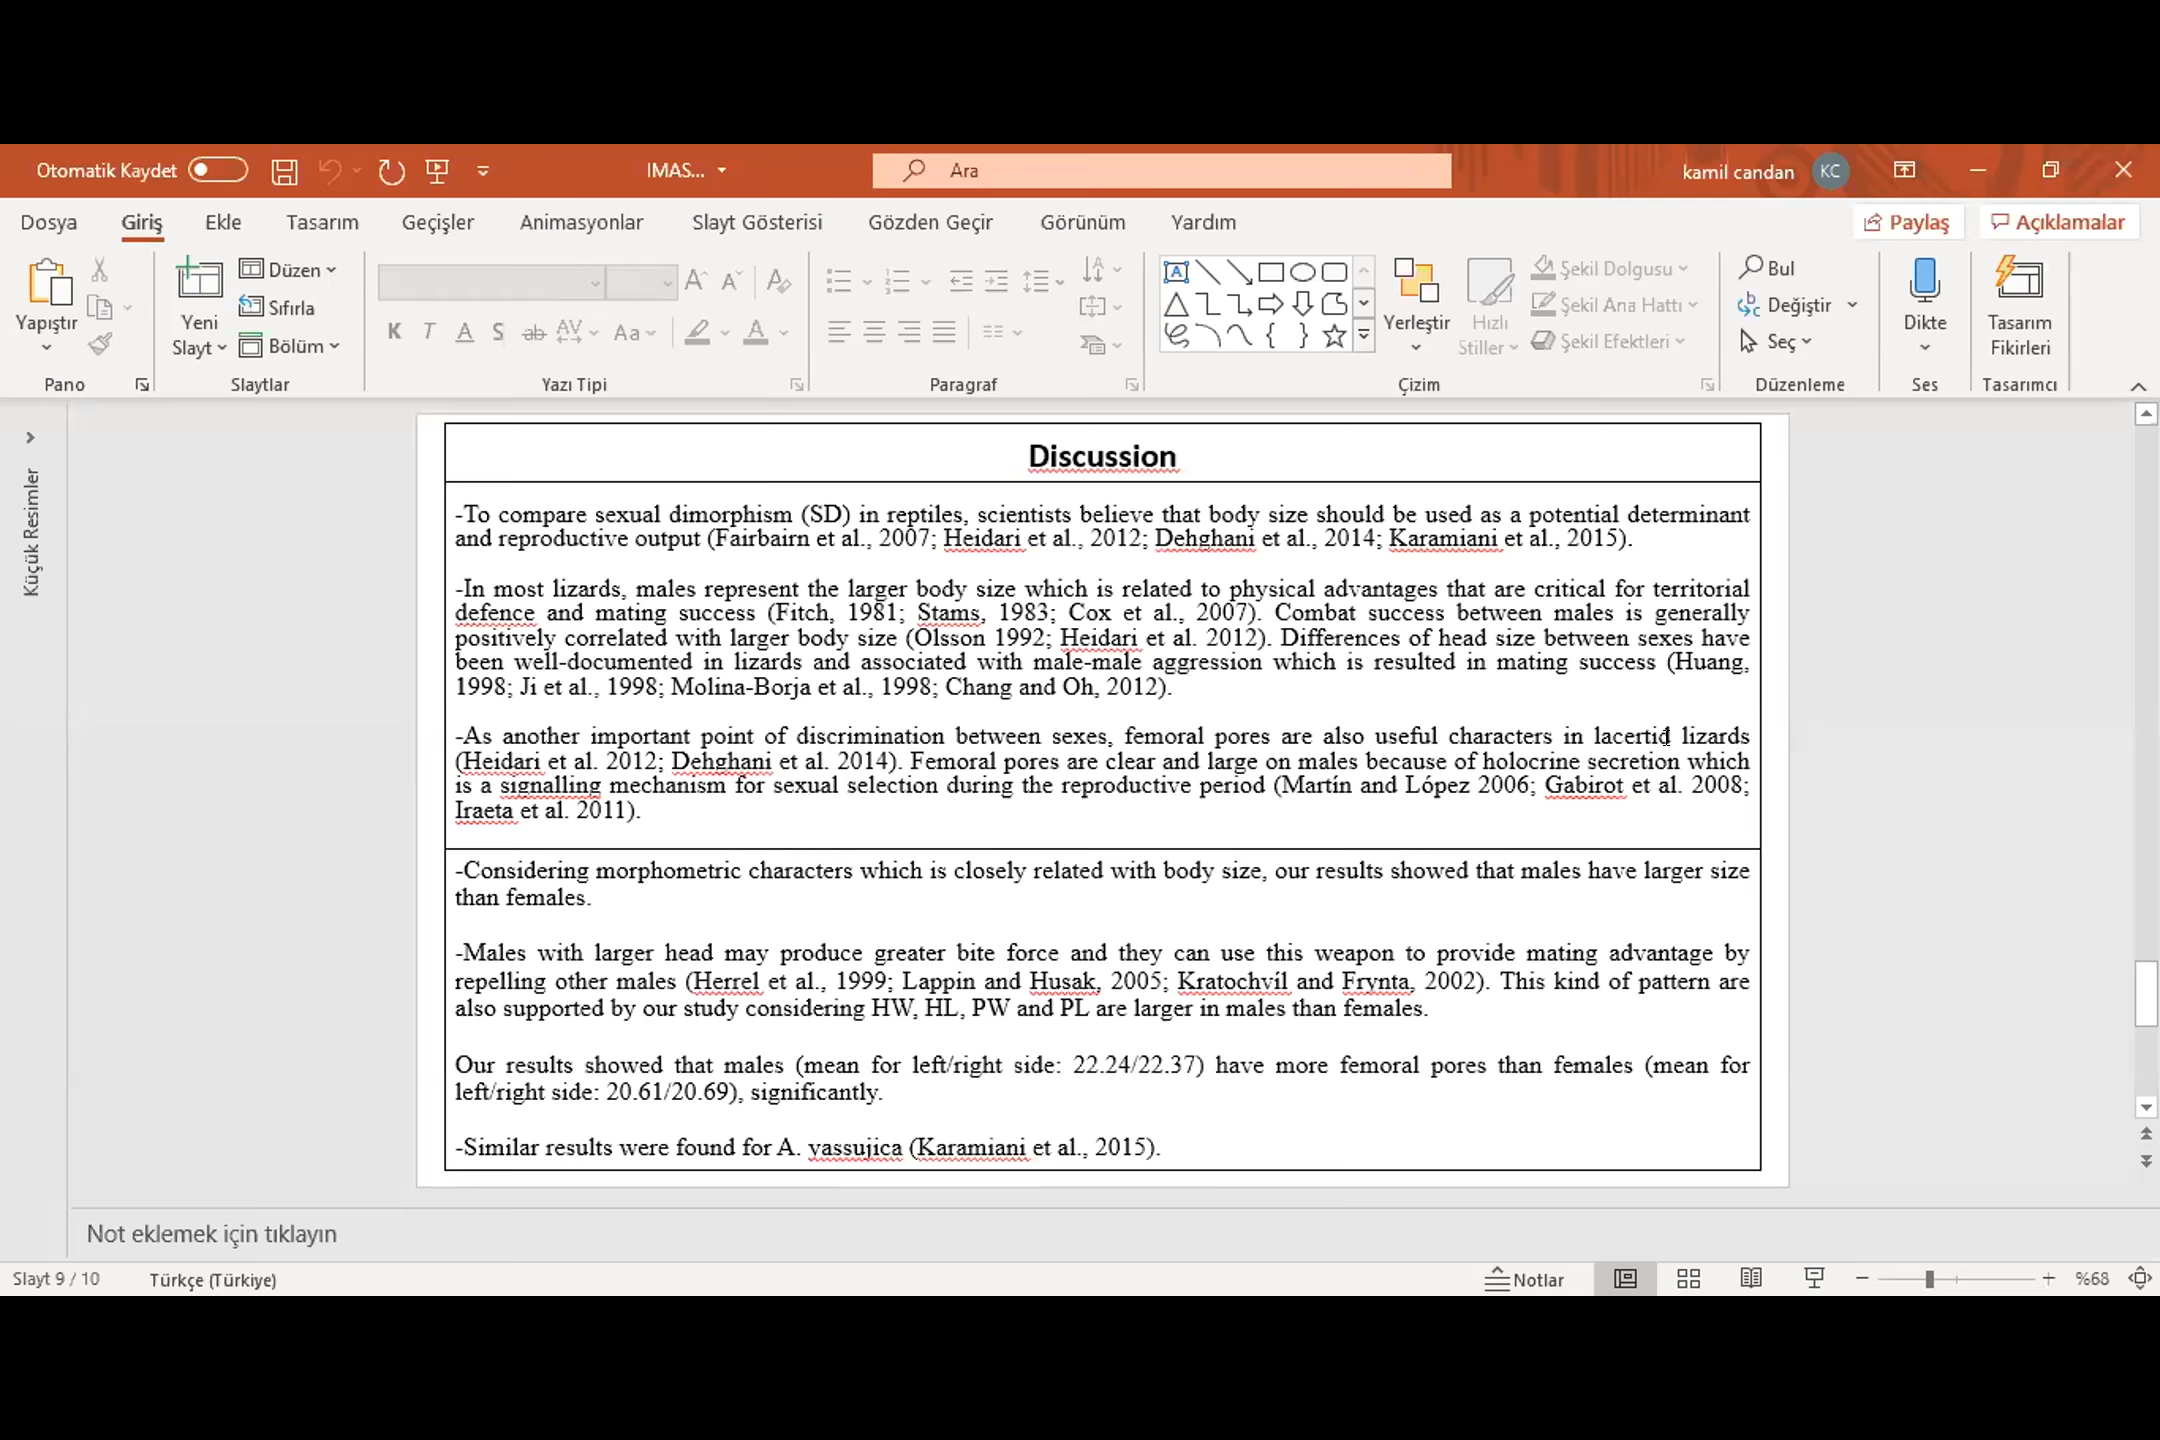 Otomatik Kaydet
IMAS...
Ara
kamil candan
KC
Dosya
Giriş
Ekle
Tasarım
Geçişler
Animasyonlar
Slayt Gösterisi
Gözden Geçir
Görünüm
Yardım
Paylaş
Açıklamalar
Yapıştır
Pano
Yeni
Slayt
Düzen
Sıfırla
Bölüm
Slaytlar
K T A S ab AV Aa A
Yazı Tipi
Paragraf
Yerleştir
Hızlı
Stiller
Şekil Dolgusu
Şekil Ana Hattı
Şekil Efektleri
Çizim
Bul
Değiştir
Seç
Düzenleme
Dikte
Ses
Tasarım
Fikirleri
Tasarımcı
Küçük Resimler
Discussion
-To compare sexual dimorphism (SD) in reptiles, scientists believe that body size should be used as a potential determinant
and reproductive output (Fairbairn et al., 2007; Heidari et al., 2012; Dehghani et al., 2014; Karamiani et al., 2015).
-In most lizards, males represent the larger body size which is related to physical advantages that are critical for territorial
defence and mating success (Fitch, 1981; Stams, 1983; Cox et al., 2007). Combat success between males is generally
positively correlated with larger body size (Olsson 1992; Heidari et al. 2012). Differences of head size between sexes have
been well-documented in lizards and associated with male-male aggression which is resulted in mating success (Huang,
1998; Ji et al., 1998; Molina-Borja et al., 1998; Chang and Oh, 2012).
-As another important point of discrimination between sexes, femoral pores are also useful characters in lacertid lizards
(Heidari et al. 2012; Dehghani et al. 2014). Femoral pores are clear and large on males because of holocrine secretion which
is a signalling mechanism for sexual selection during the reproductive period (Martín and López 2006; Gabirot et al. 2008;
Iraeta et al. 2011).
-Considering morphometric characters which is closely related with body size, our results showed that males have larger size
than females.
-Males with larger head may produce greater bite force and they can use this weapon to provide mating advantage by
repelling other males (Herrel et al., 1999; Lappin and Husak, 2005; Kratochvíl and Frynta, 2002). This kind of pattern are
also supported by our study considering HW, HL, PW and PL are larger in males than females.
Our results showed that males (mean for left/right side: 22.24/22.37) have more femoral pores than females (mean for
left/right side: 20.61/20.69), significantly.
-Similar results were found for A. yassujica (Karamiani et al., 2015).
Not eklemek için tıklayın
Slayt 9 / 10
Türkçe (Türkiye)
Notlar
%68